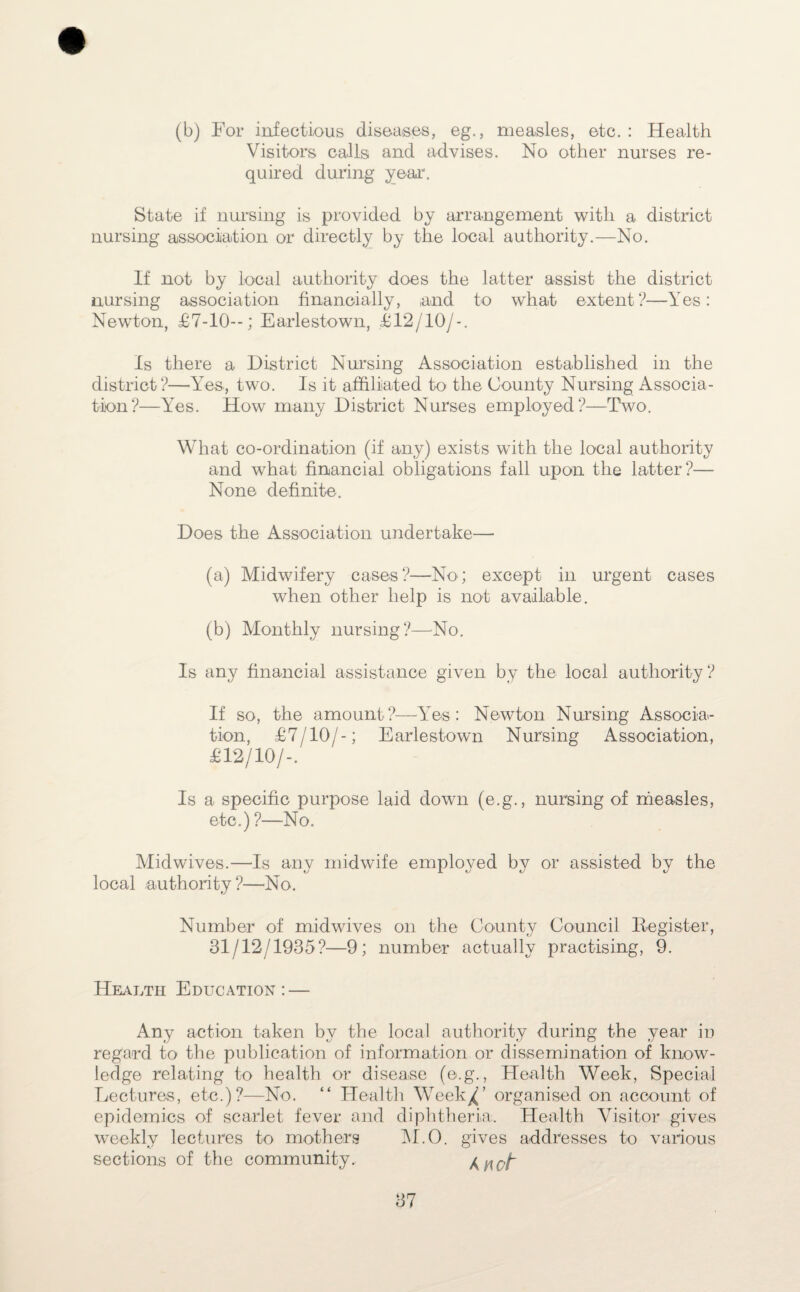 (b) For infectious diseases, eg., measles, etc. : Health
Visitors calls and advises. No other nurses re-
quired during year.
State if nursing is provided by arrangement with a district
nursing association or directly by the local authority.—No.
If not by local authority does the latter assist the district
nursing association financially, and to what extent?—Yes:
Newton, £7-10--; Earlestown, £12/10/-.
Is there a District Nursing Association established in the
district?—Yes, two. Is it affiliated to the County Nursing Associa-
tion?—Yes. How many District Nurses employed?—Two.
What co-ordination (if any) exists with the local authority
and what financial obligations fall upon the latter?—
None definite.
Does the Association undertake—
(a) Midwifery cases?—No; except in urgent cases
when other help is not available.
(b) Monthly nursing?—No.
Is any financial assistance given by the local authority?
If so, the amount?—Yes: Newton Nursing Associa-
tion, £7/10/-; Earlestown Nursing Association,
£12/10/-.
Is a specific purpose laid down (e.g., nursing of measles,
etc.)?—No.
Midwives.—Is any midwife employed by or assisted by the
local authority?—No.
Number of midwives on the County Council Register,
31/12/1935?—9; number actually practising, 9.
Health Education:—
Any action taken by the local authority during the year in
regard to the publication of information or dissemination of know-
ledge relating to health or disease (e.g., Health Week, Special
Lectures, etc.)?—No. “ Health Week’ organised on account of
epidemics of scarlet fever and diphtheria. Health Visitor gives
weekly lectures to mothers M.O. gives addresses to various
sections of the community. not
37